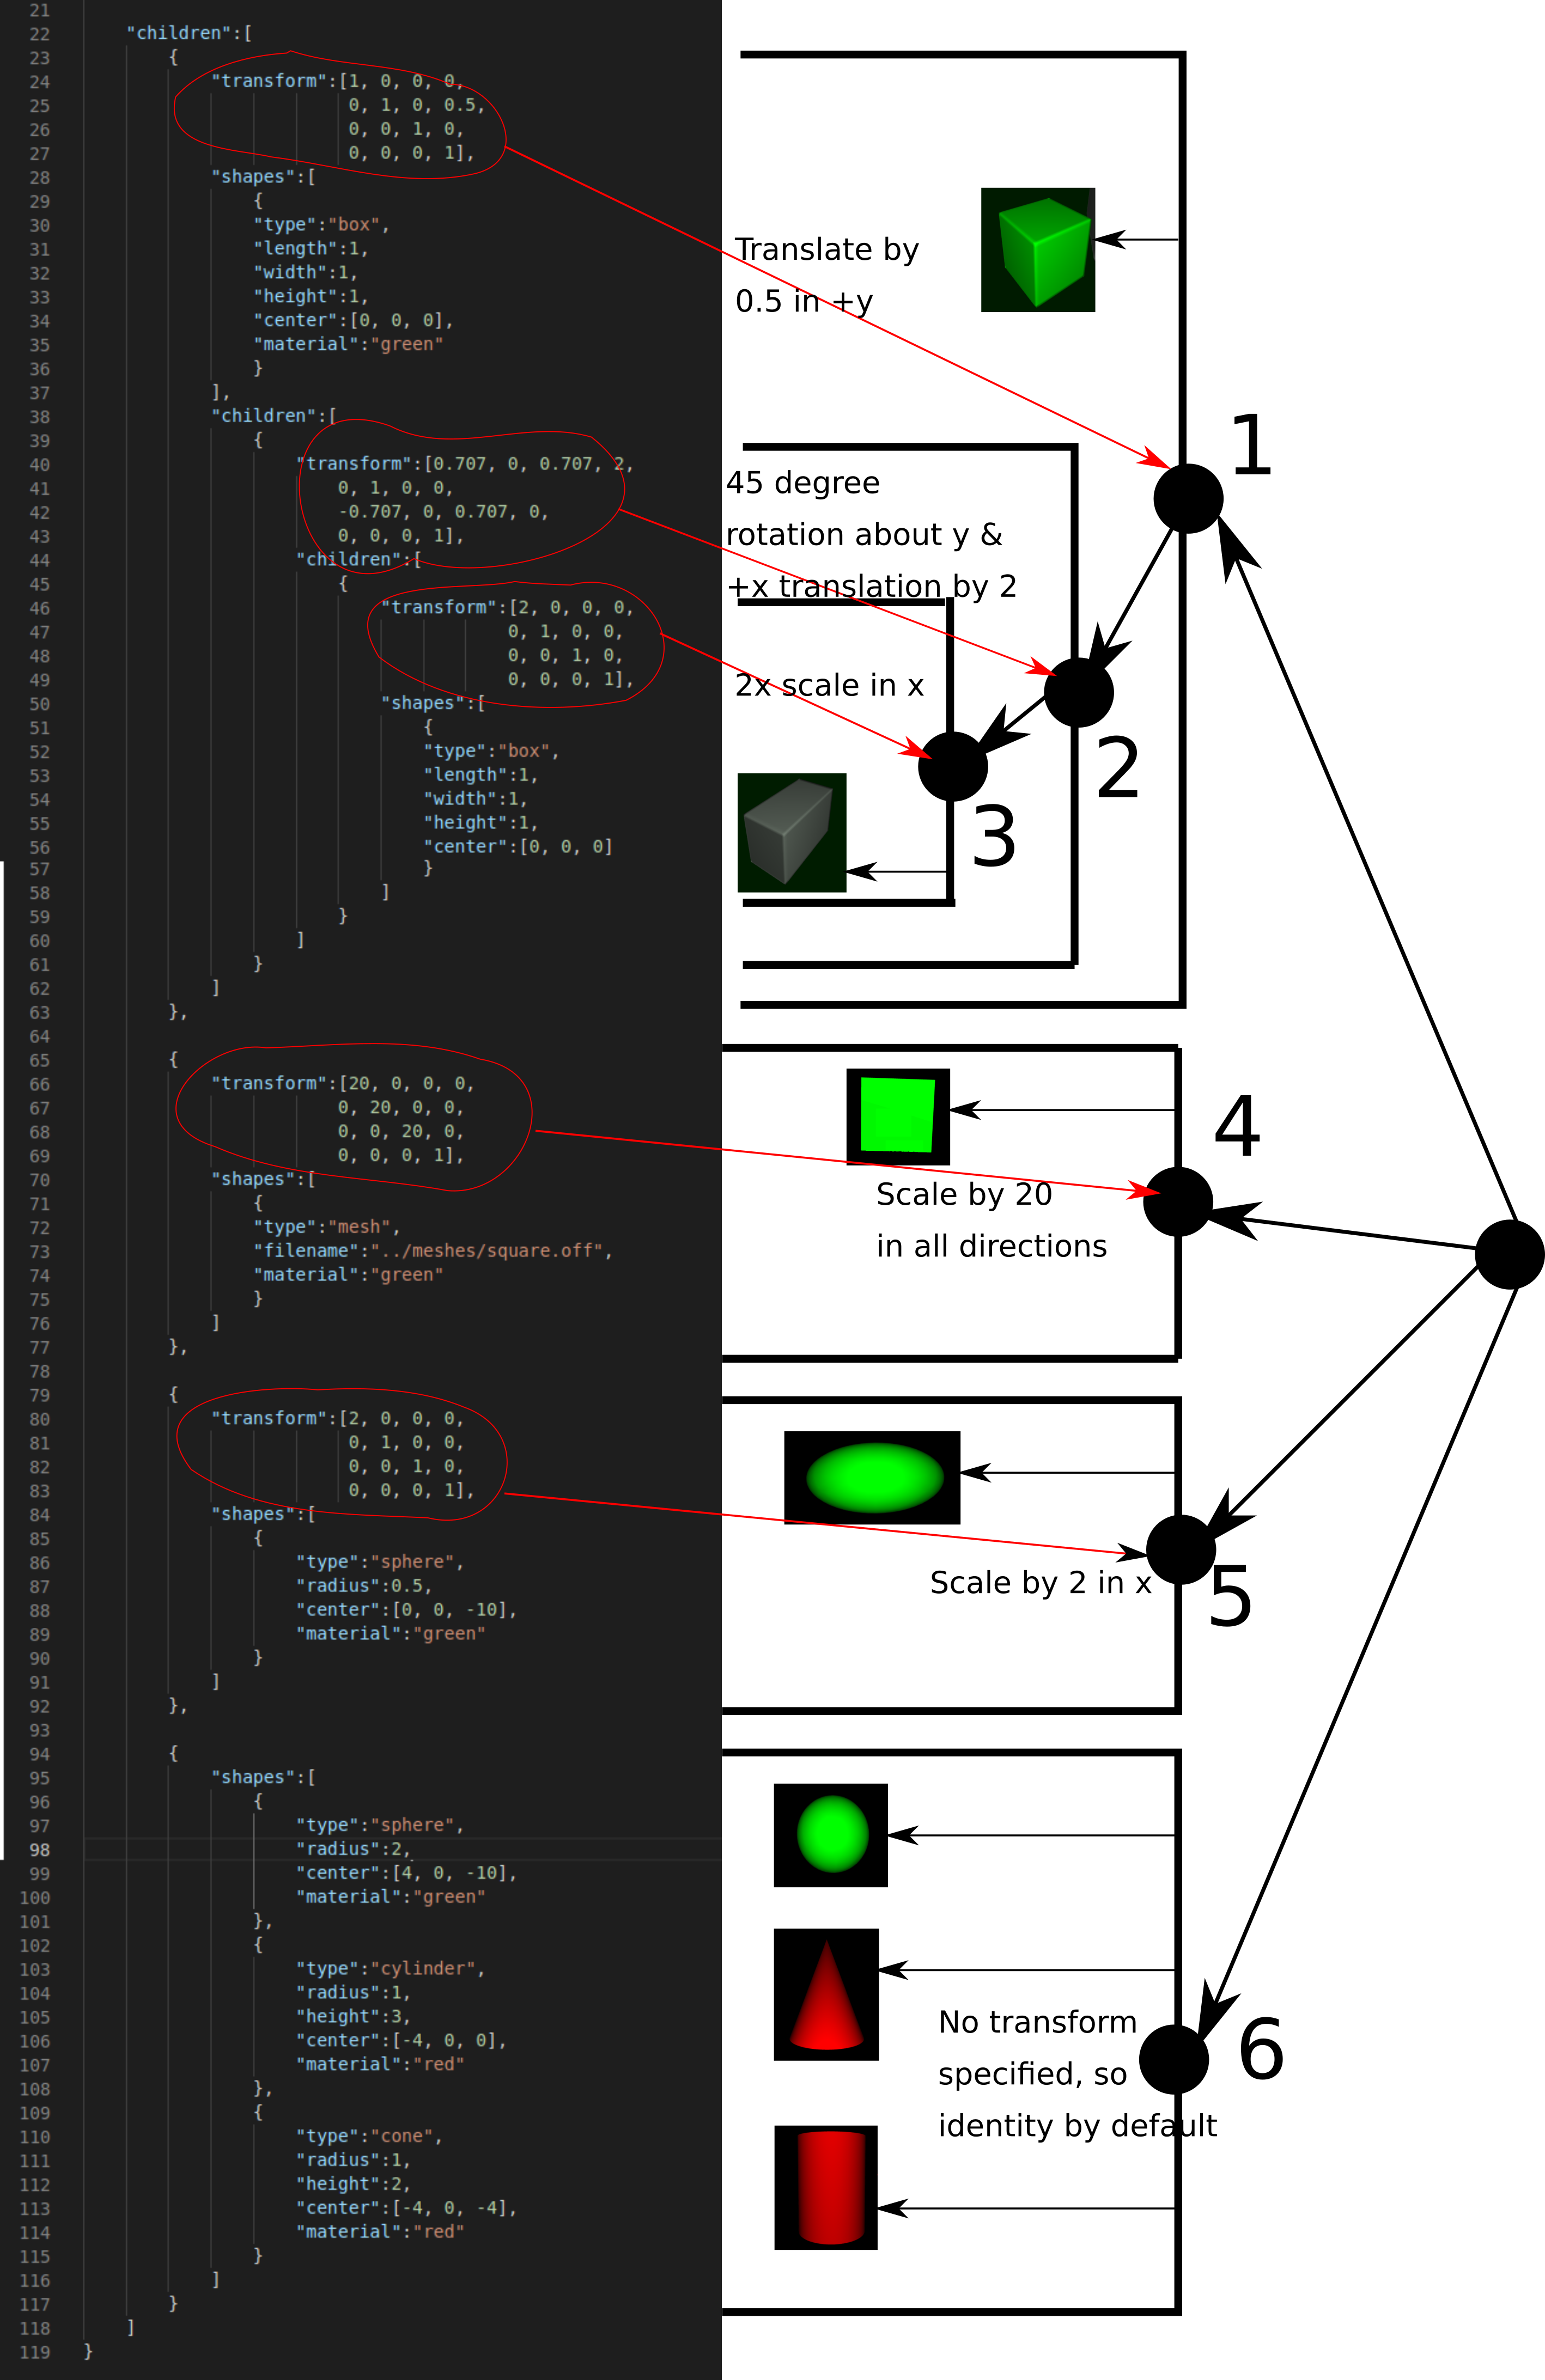 21
22 "children":[
23 {
24 "transform":[1, 0, 0, 0,
25 0, 1, 0, 0.5,
26 0, 0, 1, 0,
27 0, 0, 0, 1],
28 "shapes":[
29 {
30 "type":"box",
31 "length":1,
32 "width":1,
33 "height":1,
34 "center":[0, 0, 0],
35 "material":"green"
36 }
37 ],
38 "children":[
39 {
40 "transform":[0.707, 0, 0.707, 2,
41 0, 1, 0, 0,
42 -0.707, 0, 0.707, 0,
43 0, 0, 0, 1],
44 "children":[
45 {
46 "transform":[2, 0, 0, 0,
47 0, 1, 0, 0,
48 0, 0, 1, 0,
49 0, 0, 0, 1],
50 "shapes":[
51 {
52 "type":"box",
53 "length":1,
54 "width":1,
55 "height":1,
56 "center":[0, 0, 0]
57 }
58 ]
59 }
60 ]
61 }
62 ]
63 },
64
65 {
66 "transform":[20, 0, 0, 0,
67 0, 20, 0, 0,
68 0, 0, 20, 0,
69 0, 0, 0, 1],
70 "shapes":[
71 {
72 "type":"mesh",
73 "filename":"../meshes/square.off",
74 "material":"green"
75 }
76 ]
77 },
78
79 {
80 "transform":[2, 0, 0, 0,
81 0, 1, 0, 0,
82 0, 0, 1, 0,
83 0, 0, 0, 1],
84 "shapes":[
85 {
86 "type":"sphere",
87 "radius":0.5,
88 "center":[0, 0, -10],
89 "material":"green"
90 }
91 ]
92 },
93
94 {
95 "shapes":[
96 {
97 "type":"sphere",
98 "radius":2,
99 "center":[4, 0, -10],
100 "material":"green"
101 },
102 {
103 "type":"cylinder",
104 "radius":1,
105 "height":3,
106 "center":[-4, 0, 0],
107 "material":"red"
108 },
109 {
110 "type":"cone",
111 "radius":1,
112 "height":2,
113 "center":[-4, 0, -4],
114 "material":"red"
115 }
116 ]
117 }
118 ]
119 }
Translate by
0.5 in +y
1
45 degree
rotation about y &
+x translation by 2
2
2x scale in x
3
4
Scale by 20
in all directions
Scale by 2 in x
5
No transform
specified, so
identity by default
6